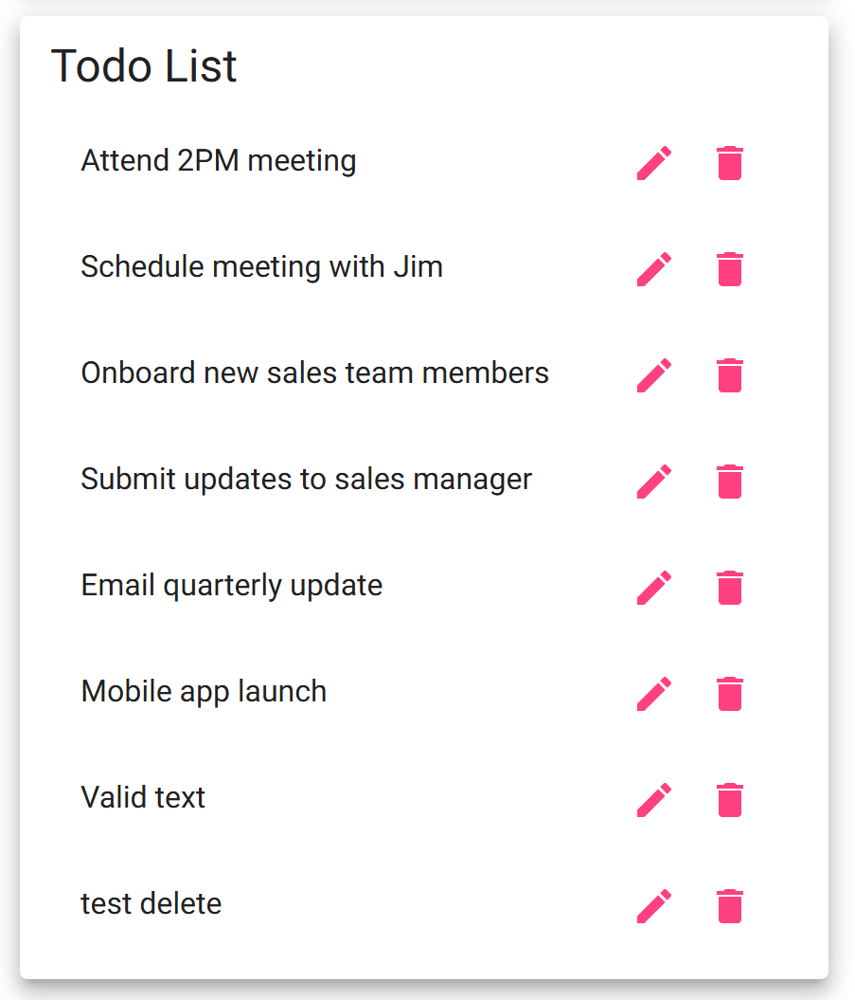 Todo List
Attend 2PM meeting
Schedule meeting with Jim
Onboard new sales team members
Submit updates to sales manager
Email quarterly update
Mobile app launch
Valid text
test delete